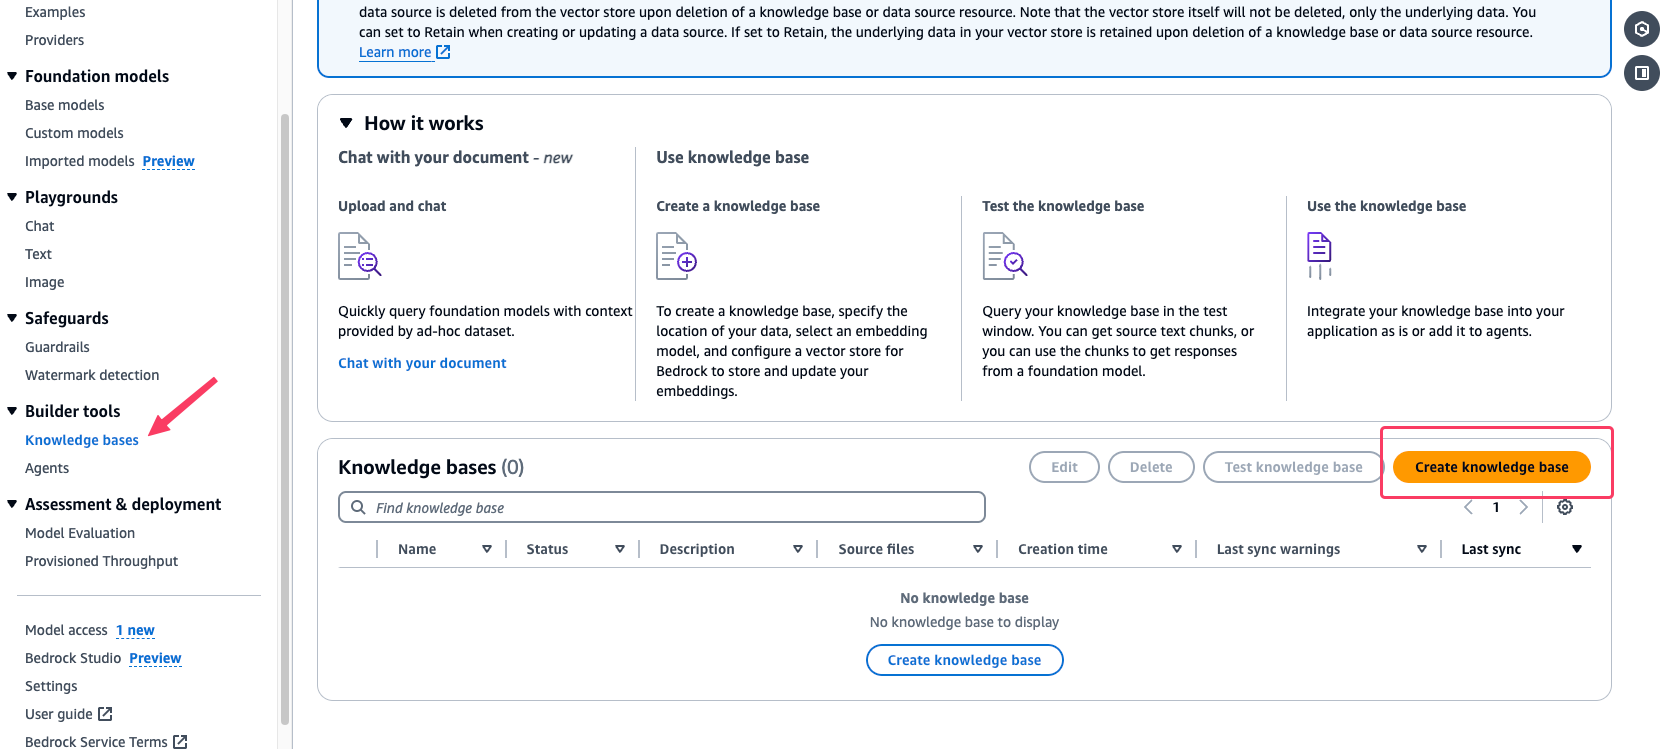 Examples
Providers
Foundation models
Base models
Custom models
Imported models Preview
Playgrounds
Chat
Text
Image
Safeguards
Guardrails
Watermark detection
Builder tools
Knowledge bases
Agents
Assessment & deployment
Model Evaluation
Provisioned Throughput
Model access 1 new
Bedrock Studio Preview
Settings
User guide
Bedrock Service Terms
data source is deleted from the vector store upon deletion of a knowledge base or data source resource. Note that the vector store itself will not be deleted, only the underlying data. You
can set to Retain when creating or updating a data source. If set to Retain, the underlying data in your vector store is retained upon deletion of a knowledge base or data source resource.
Learn more
How it works
Chat with your document - new
Upload and chat
Quickly query foundation models with context
provided by ad-hoc dataset.
Chat with your document
Use knowledge base
Create a knowledge base
To create a knowledge base, specify the
location of your data, select an embedding
model, and configure a vector store for
Bedrock to store and update your
embeddings.
Test the knowledge base
Query your knowledge base in the test
window. You can get source text chunks, or
you can use the chunks to get responses
from a foundation model.
Use the knowledge base
Integrate your knowledge base into your
application as is or add it to agents.
Knowledge bases (0)
Edit Delete Test knowledge base Create knowledge base
Find knowledge base
1
Name Status Description Source files Creation time Last sync warnings Last sync
No knowledge base
No knowledge base to display
Create knowledge base